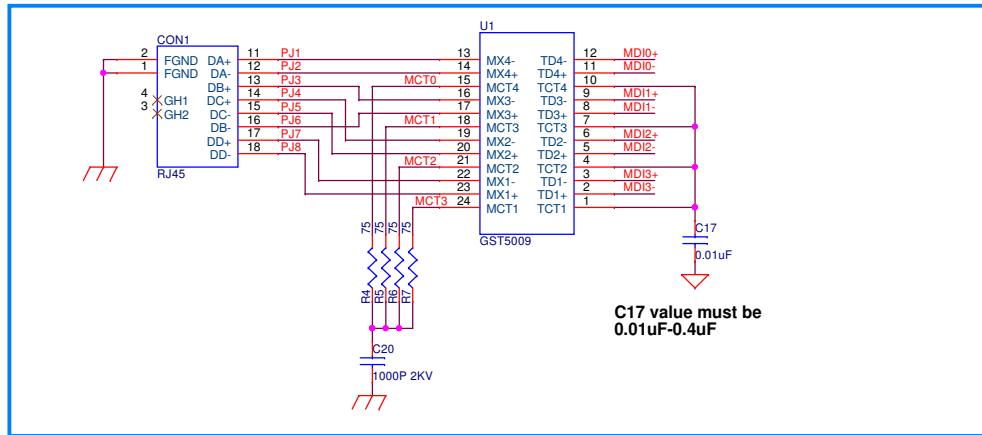 CON1
2 FGND
1 FGND
4 GH1
3 GH2
DA+ 11 PJ1
DA- 12 PJ2
DB+ 13 PJ3
DC+ 14 PJ4
DC- 15 PJ5
DB- 16 PJ6
DD+ 17 PJ7
DD- 18 PJ8
RJ45
MCT0
MCT1
MCT2
MCT3
U1
13 MX4-
14 MX4+
15 MCT4
16 MX3-
17 MX3+
18 MCT3
19 MX2-
20 MX2+
21 MCT2
22 MX1-
23 MX1+
24 MCT1
TD4- 12 MDI0+
TD4+ 11 MDI0-
TCT4 10
TD3- 9 MDI1+
TD3+ 8 MDI1-
TCT3 7
TD2- 6 MDI2+
TD2+ 5 MDI2-
TCT2 4
TD1- 3 MDI3+
TD1+ 2 MDI3-
TCT1 1
GST5009
75 75 75 75
R4 R5 R6 R7
C20
1000P 2KV
C17
0.01uF
C17 value must be
0.01uF-0.4uF